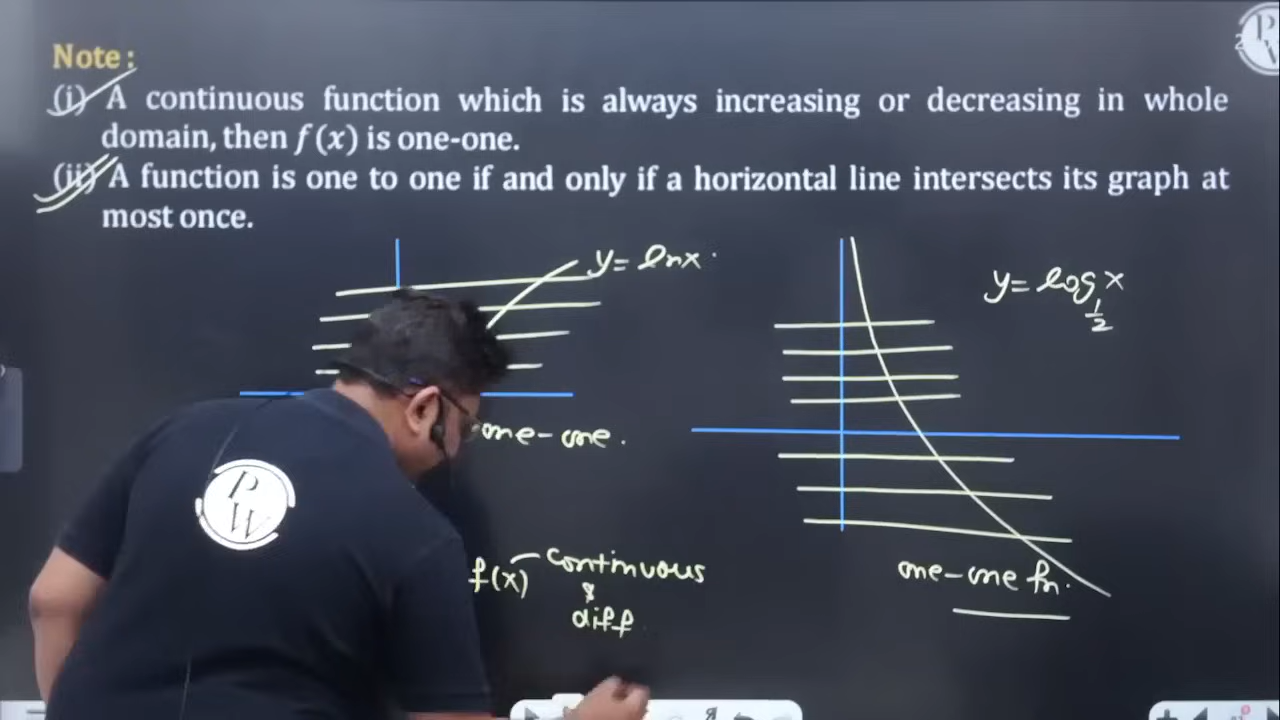 Note:
(i) A continuous function which is always increasing or decreasing in whole
domain, then f(x) is one-one.
(ii) A function is one to one if and only if a horizontal line intersects its graph at
most once.
y = lnx
one-one.
y = log_{1/2} x
f(x) continuous
&
diff
one-one fn.
P
W
P
W